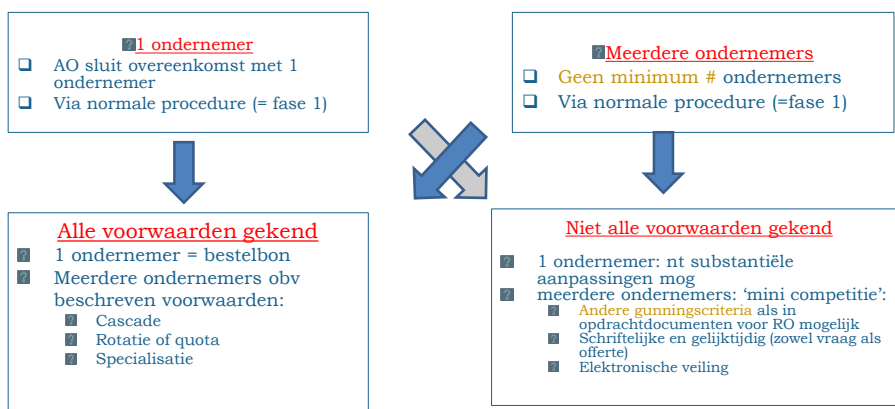 1 ondernemer
AO sluit overeenkomst met 1
ondernemer
Via normale procedure (= fase 1)
Meerdere ondernemers
Geen minimum # ondernemers
Via normale procedure (=fase 1)
Alle voorwaarden gekend
1 ondernemer = bestelbon
Meerdere ondernemers obv
beschreven voorwaarden:
Cascade
Rotatie of quota
Specialisatie
Niet alle voorwaarden gekend
1 ondernemer: nt substantiële
aanpassingen mog
meerdere ondernemers: ‘mini competitie’:
Andere gunningscriteria als in
opdrachtdocumenten voor RO mogelijk
Schriftelijke en gelijktijdig (zowel vraag als
offerte)
Elektronische veiling